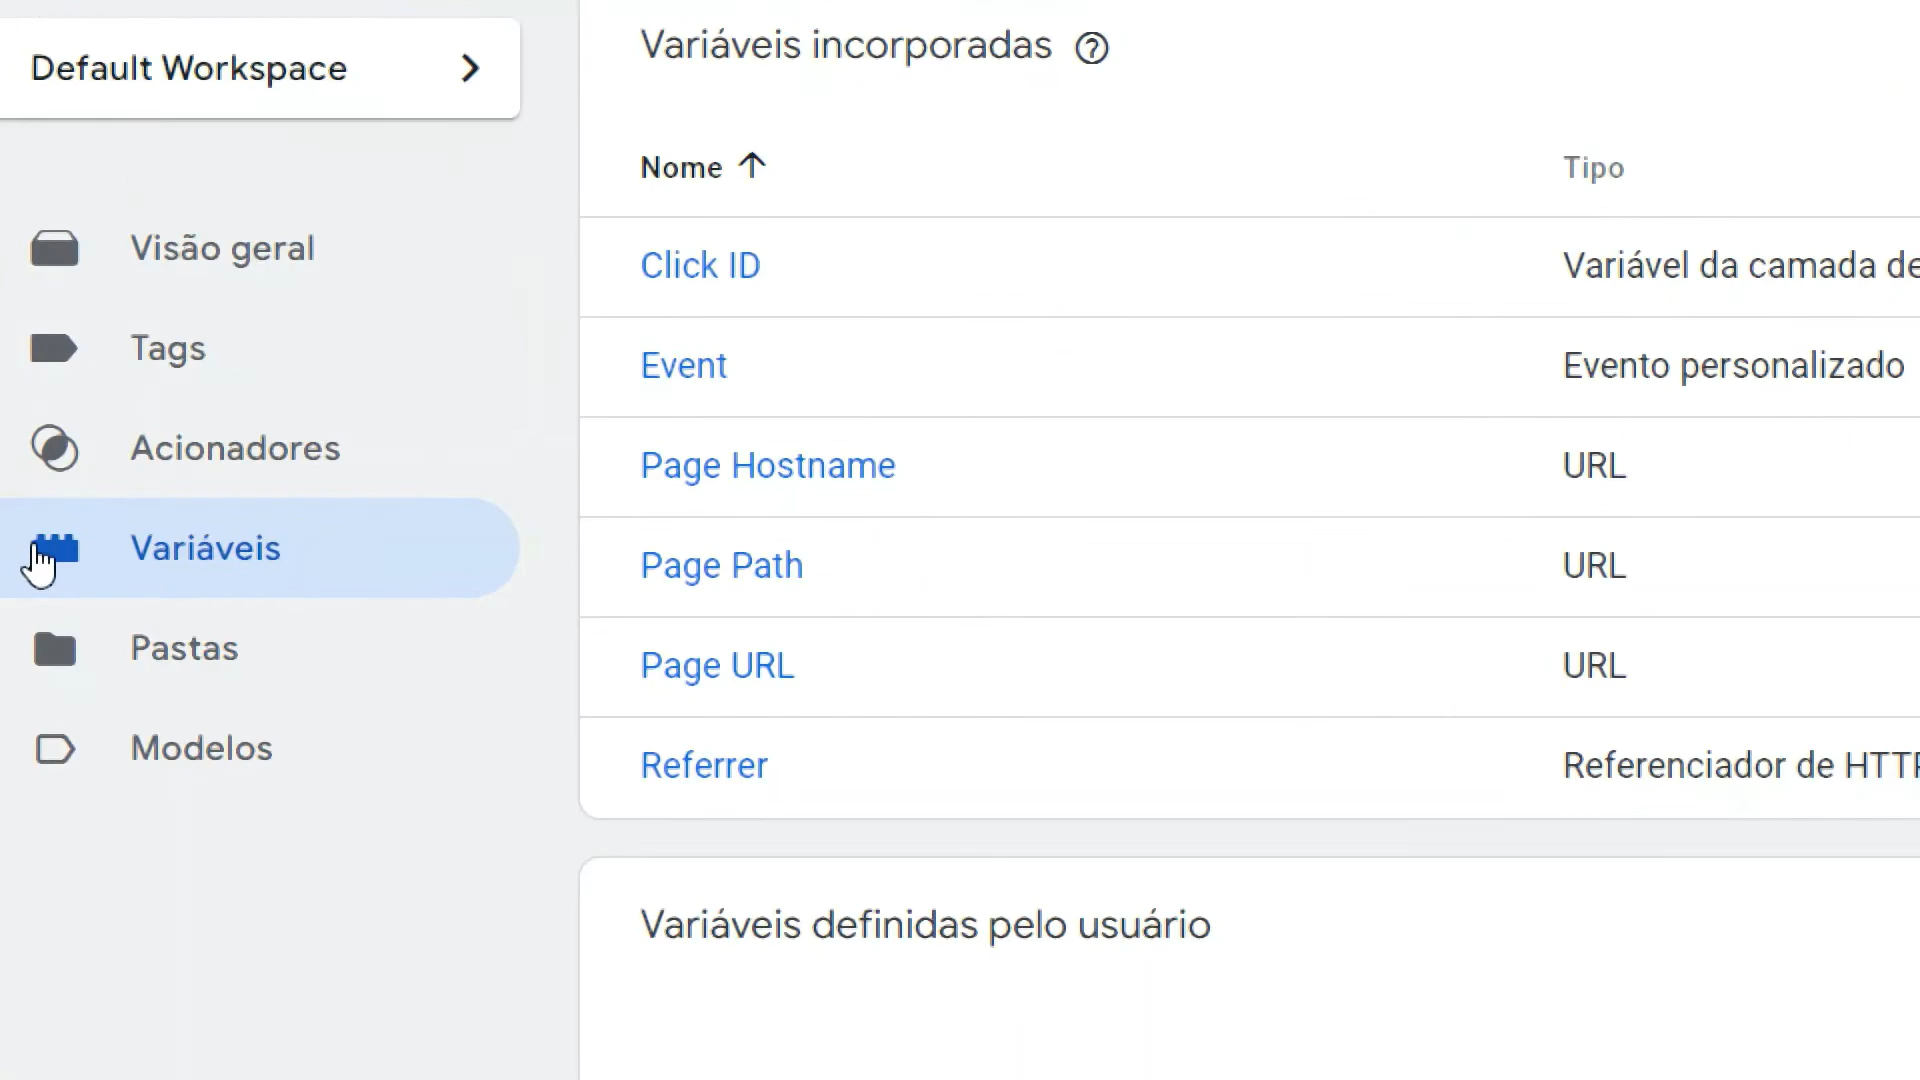 Default Workspace
Visão geral
Tags
Acionadores
Variáveis
Pastas
Modelos
Variáveis incorporadas
Nome Tipo
Click ID Variável da camada de
Event Evento personalizado
Page Hostname URL
Page Path URL
Page URL URL
Referrer Referenciador de HTTP
Variáveis definidas pelo usuário